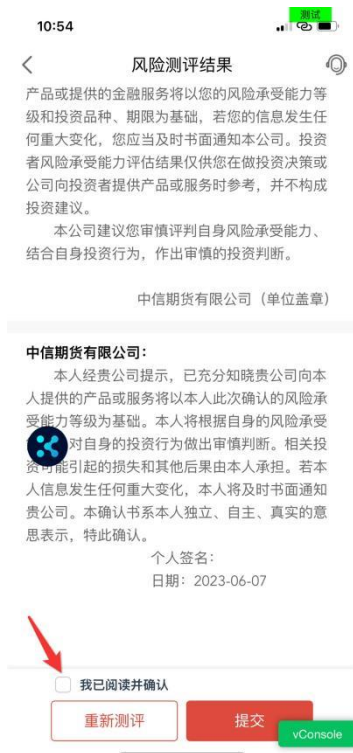 10:54
测试
风险测评结果
产品或提供的金融服务将以您的风险承受能力等
级和投资品种、期限为基础，若您的信息发生任
何重大变化，您应当及时书面通知本公司。投资
者风险承受能力评估结果仅供您在做投资决策或
公司向投资者提供产品或服务时参考，并不构成
投资建议。
本公司建议您审慎评判自身风险承受能力、
结合自身投资行为，作出审慎的投资判断。
中信期货有限公司（单位盖章）
中信期货有限公司：
本人经贵公司提示，已充分知晓贵公司向本
人提供的产品或服务将以本人此次确认的风险承
受能力等级为基础。本人将根据自身的风险承受
对自身的投资行为做出审慎判断。相关投
资可能引起的损失和其他后果由本人承担。若本
人信息发生任何重大变化，本人将及时书面通知
贵公司。本确认书系本人独立、自主、真实的意
思表示，特此确认。
个人签名：
日期：2023-06-07
我已阅读并确认
重新测评
提交
vConsole